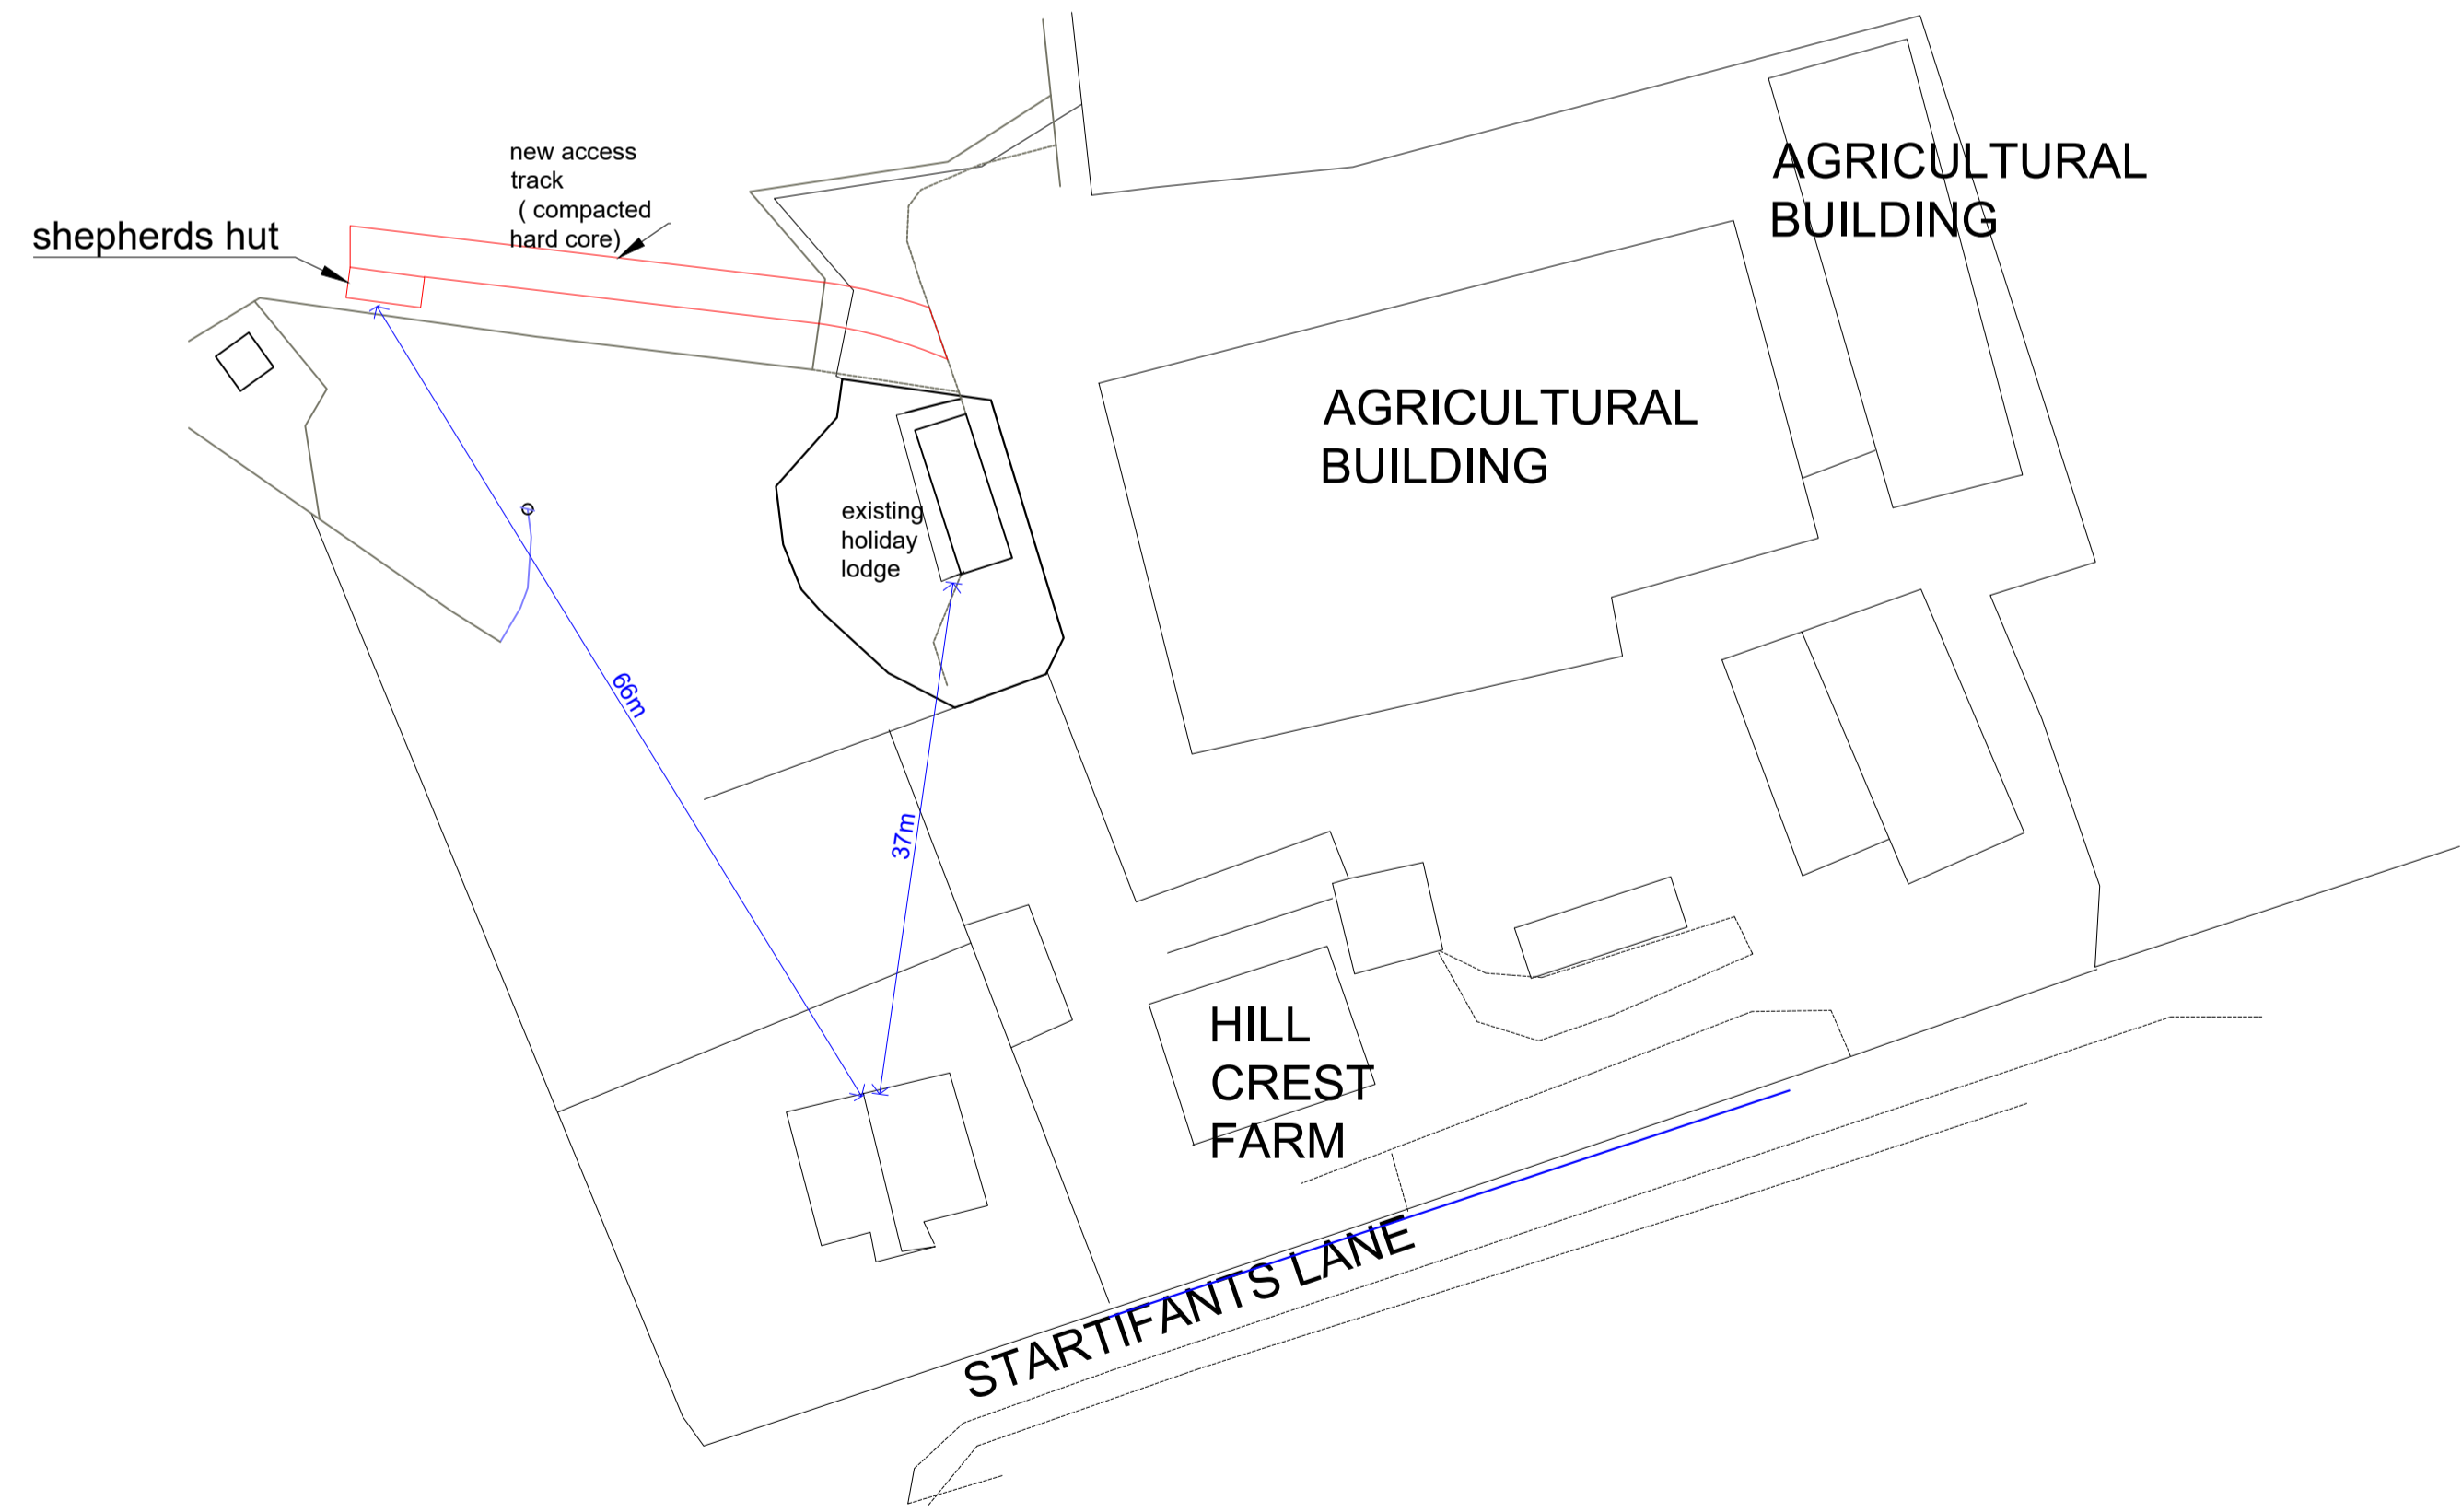 new access
track
( compacted
hard core)
shepherds hut
AGRICULTURAL
BUILDING
AGRICULTURAL
BUILDING
existing
holiday
lodge
66m
37m
HILL
CREST
FARM
STARTIFANTS LANE